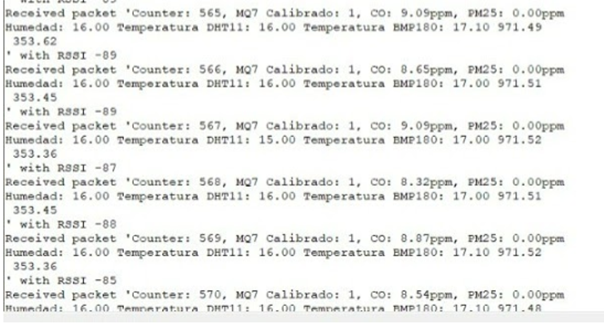 ' with RSSI -89
Received packet 'Counter: 565, MQ7 Calibrado: 1, CO: 9.09ppm, PM25: 0.00ppm
Humedad: 16.00 Temperatura DHT11: 16.00 Temperatura BMP180: 17.10 971.49
353.62
' with RSSI -89
Received packet 'Counter: 566, MQ7 Calibrado: 1, CO: 8.65ppm, PM25: 0.00ppm
Humedad: 16.00 Temperatura DHT11: 16.00 Temperatura BMP180: 17.00 971.51
353.45
' with RSSI -89
Received packet 'Counter: 567, MQ7 Calibrado: 1, CO: 9.09ppm, PM25: 0.00ppm
Humedad: 16.00 Temperatura DHT11: 15.00 Temperatura BMP180: 17.00 971.52
353.36
' with RSSI -87
Received packet 'Counter: 568, MQ7 Calibrado: 1, CO: 8.32ppm, PM25: 0.00ppm
Humedad: 16.00 Temperatura DHT11: 16.00 Temperatura BMP180: 17.00 971.51
353.45
' with RSSI -88
Received packet 'Counter: 569, MQ7 Calibrado: 1, CO: 8.87ppm, PM25: 0.00ppm
Humedad: 16.00 Temperatura DHT11: 16.00 Temperatura BMP180: 17.00 971.52
353.36
' with RSSI -85
Received packet 'Counter: 570, MQ7 Calibrado: 1, CO: 8.54ppm, PM25: 0.00ppm
Humedad: 16.00 Temperatura DHT11: 16.00 Temperatura BMP180: 17.10 971.48